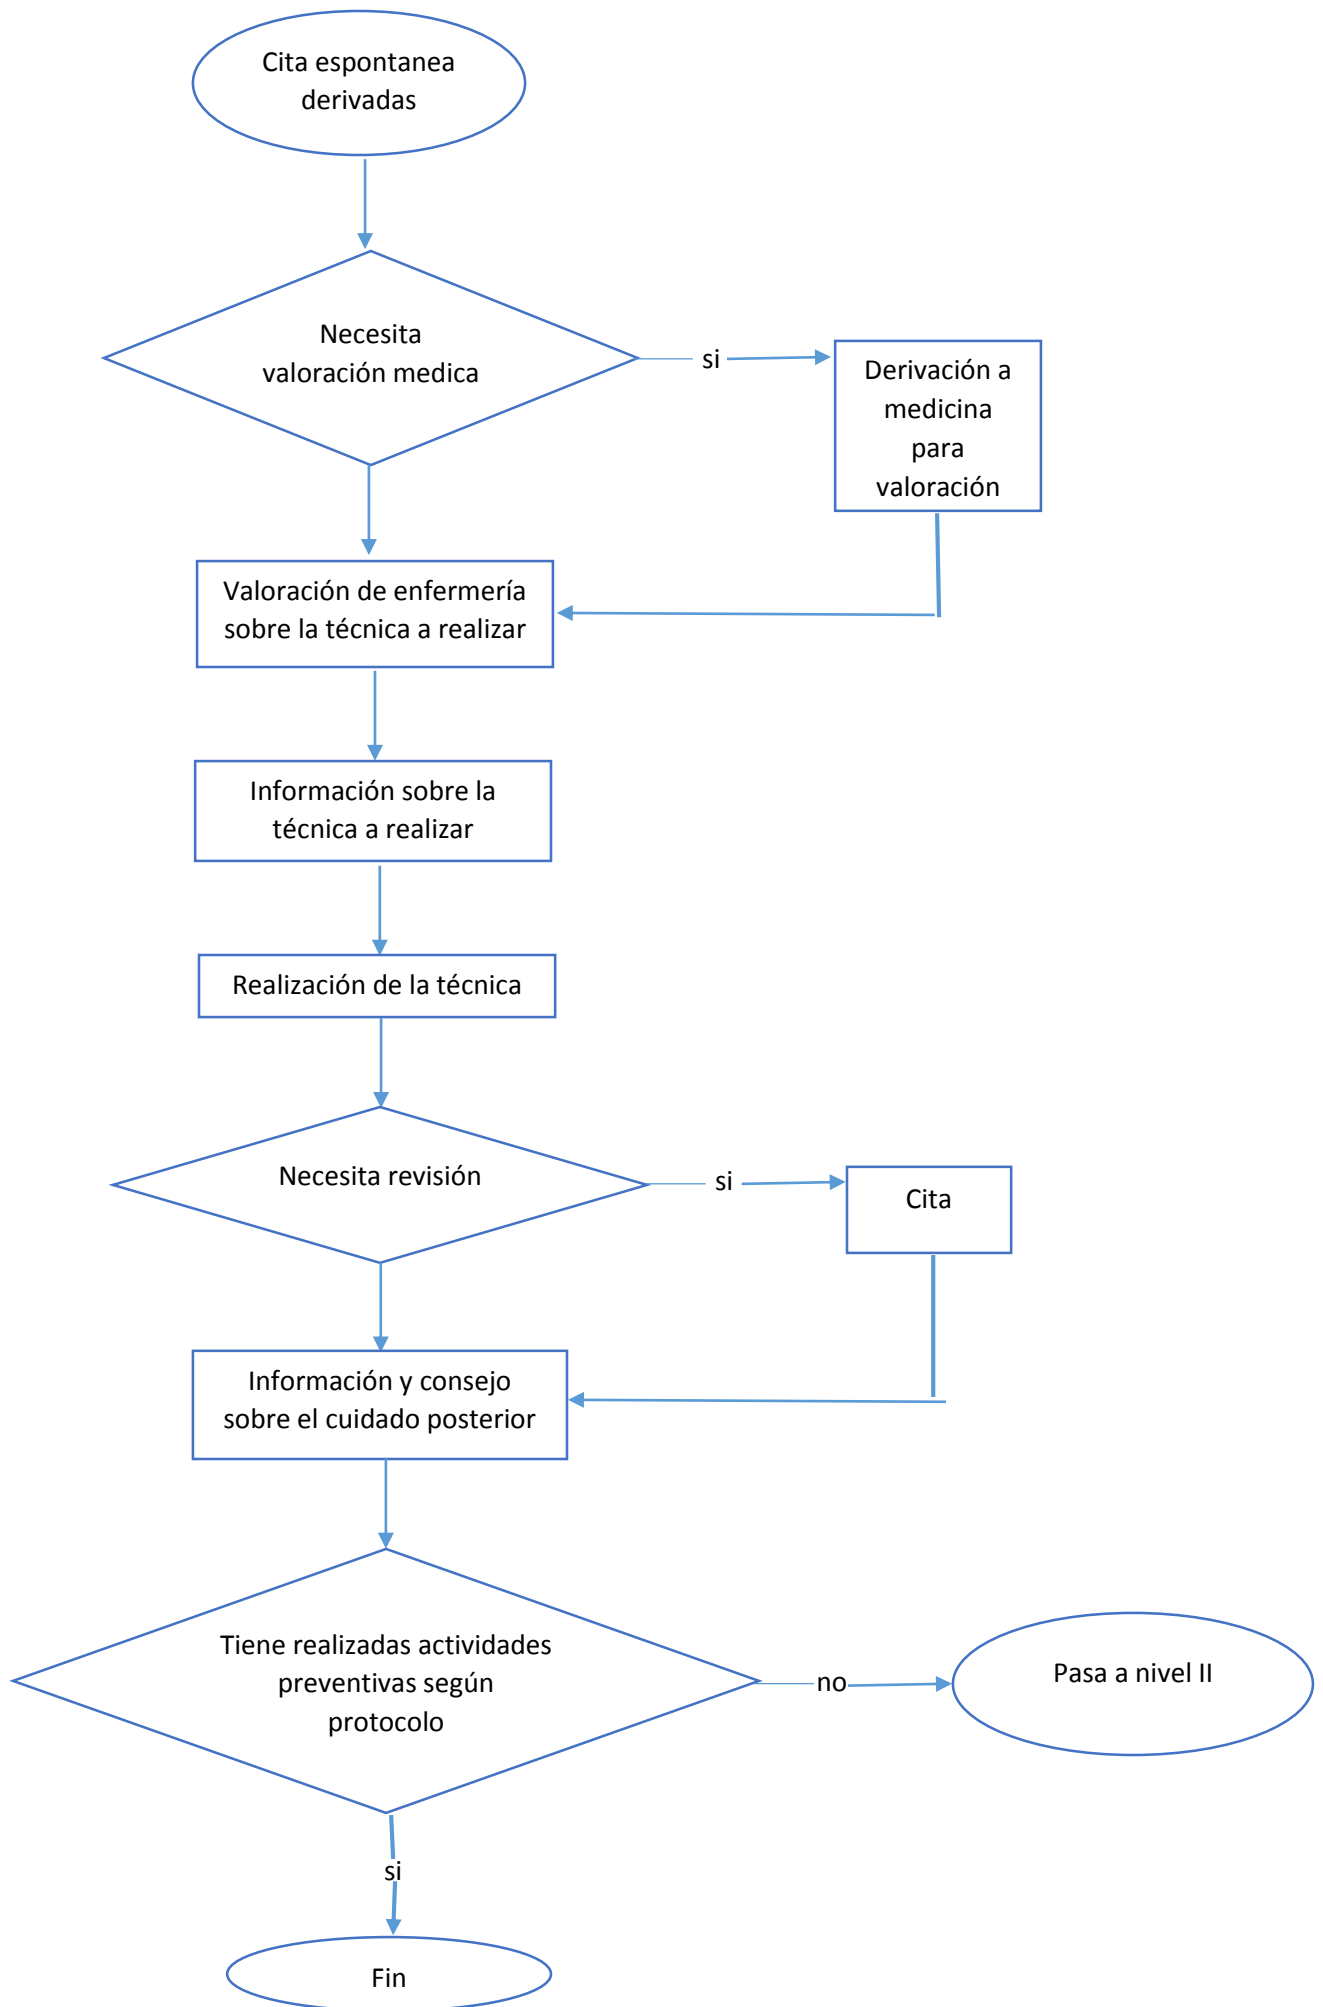 Cita espontanea
derivadas
Necesita
valoración medica
si
Derivación a
medicina
para
valoración
Valoración de enfermería
sobre la técnica a realizar
Información sobre la
técnica a realizar
Realización de la técnica
Necesita revisión
si
Cita
Información y consejo
sobre el cuidado posterior
Tiene realizadas actividades
preventivas según
protocolo
no
Pasa a nivel II
si
Fin